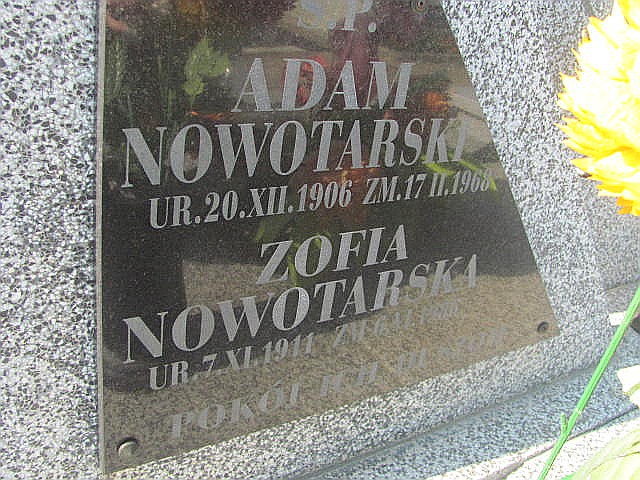 Ś.P.
ADAM
NOWOTARSKI
UR.20.XII.1906 ZM.17 II.1968
ZOFIA
NOWOTARSKA
UR.7 XI.1911 ZM.
POKÓJ ICH DUSZOM